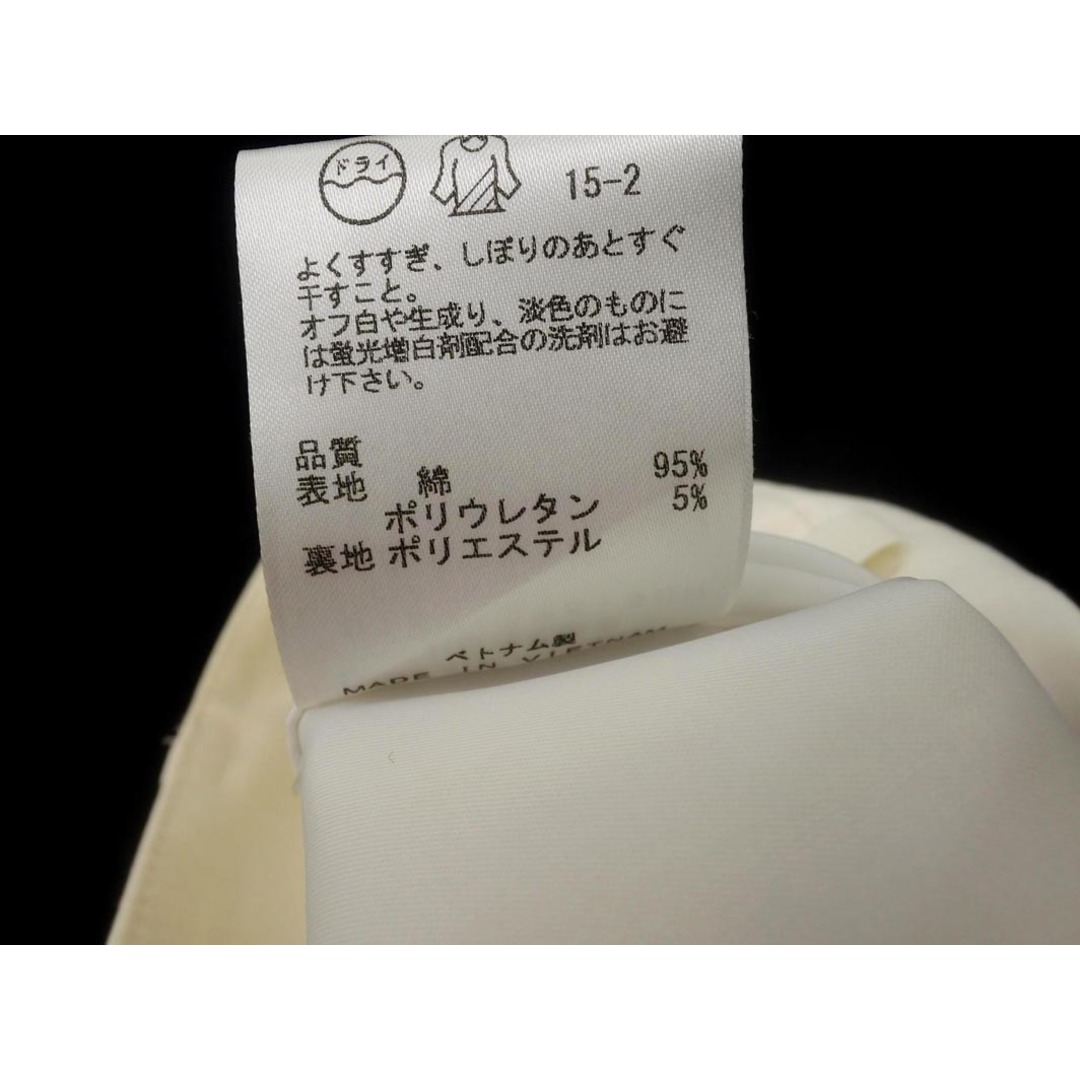 ドライ 15-2
よくすすぎ、しぼりのあとすぐ
干すこと。
オフ白や生成り、淡色のものに
は蛍光増白剤配合の洗剤はお避
け下さい。
品質
表地 綿 95%
ポリウレタン 5%
裏地 ポリエステル
ベトナム製
MADE IN VIETNAM